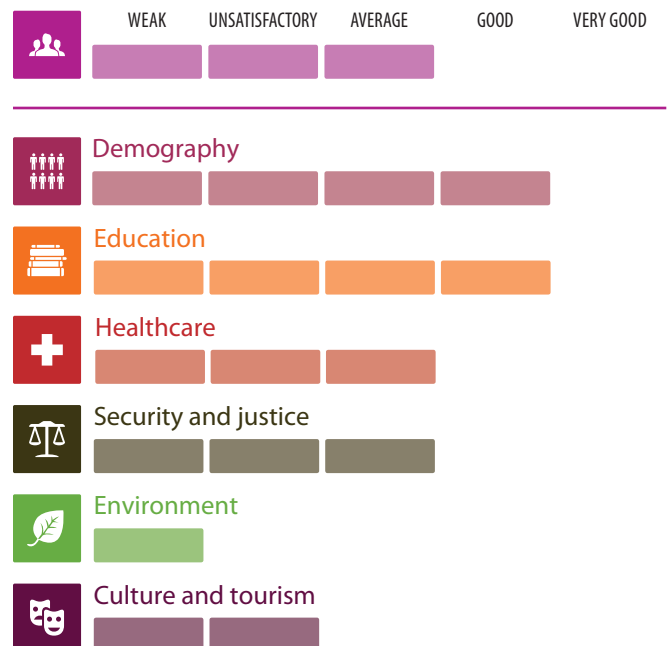 WEAK UNSATISFACTORY AVERAGE GOOD VERY GOOD
Demography
Education
Healthcare
Security and justice
Environment
Culture and tourism